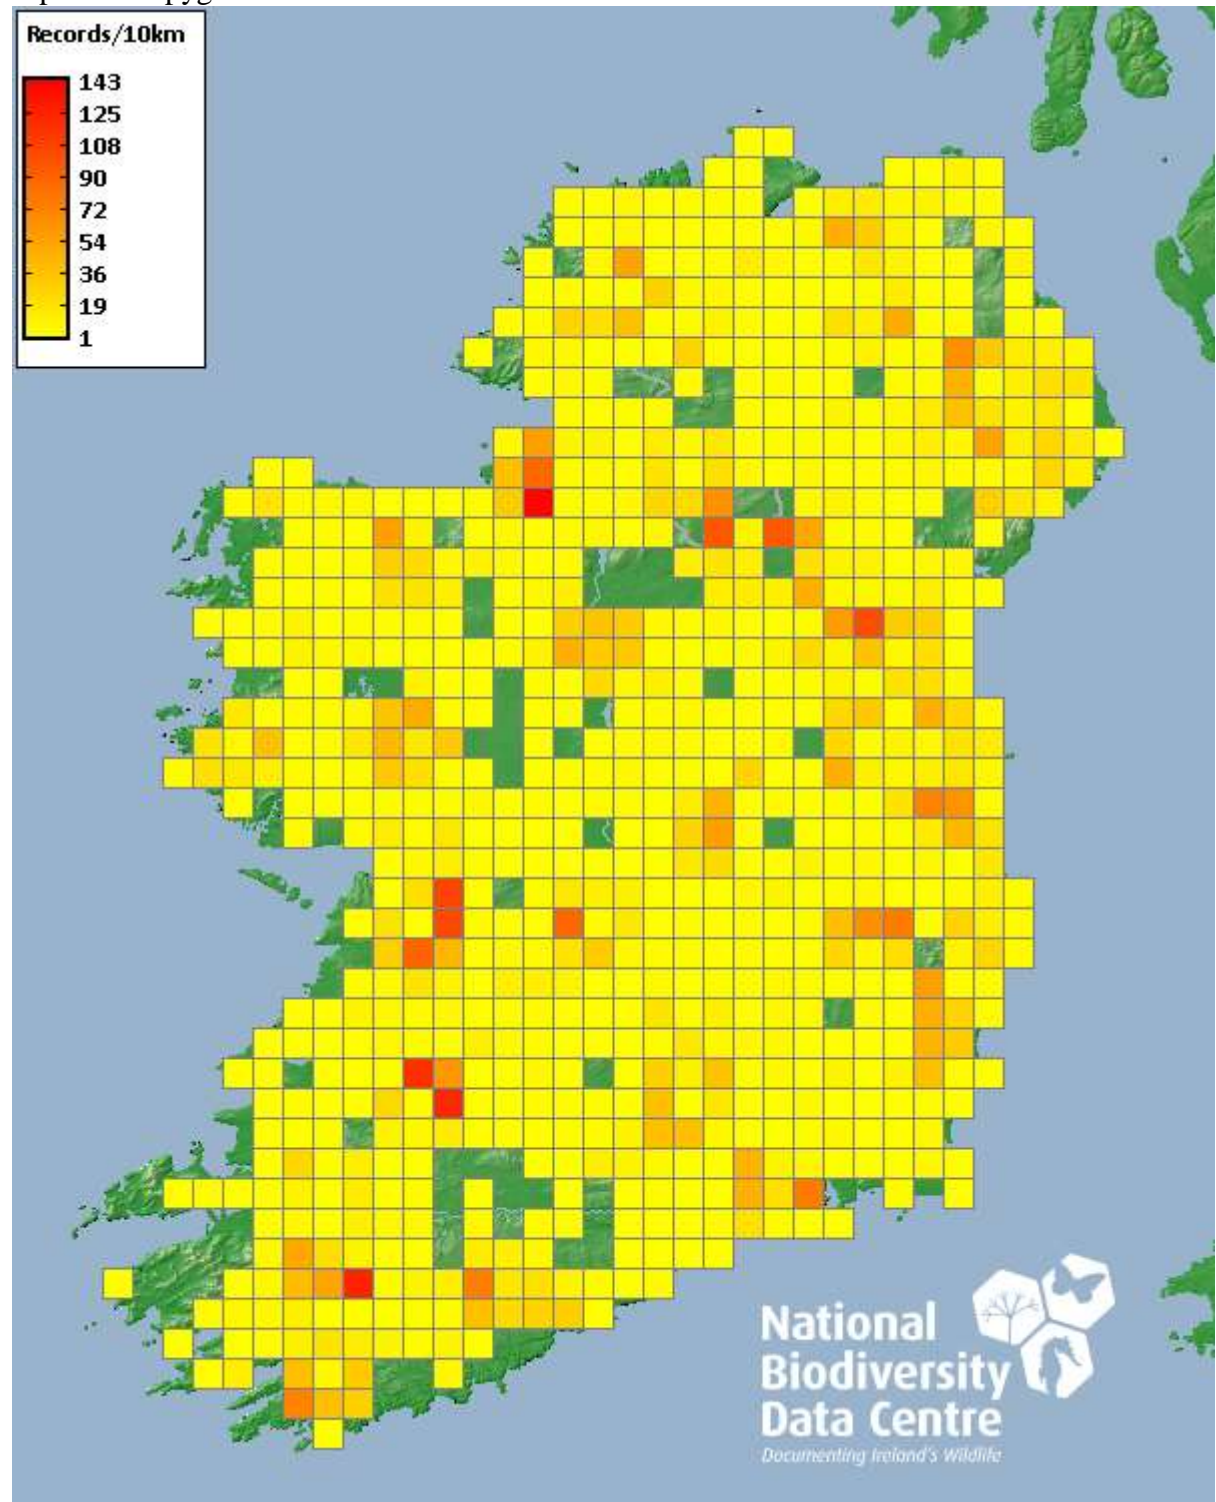 Records/10km
143
125
108
90
72
54
36
19
1
National
Biodiversity
Data Centre
Documenting Ireland's Wildlife